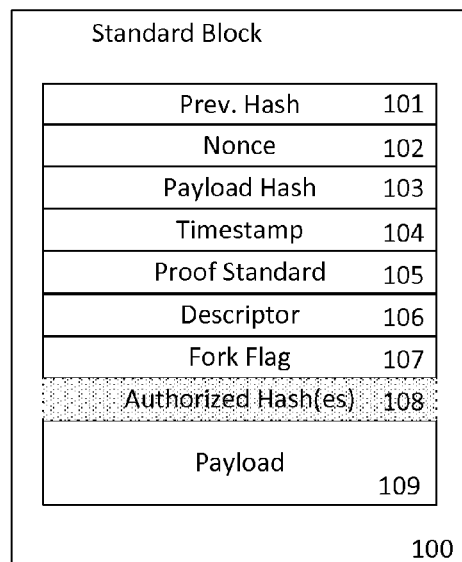 Standard Block
Prev. Hash 101
Nonce 102
Payload Hash 103
Timestamp 104
Proof Standard 105
Descriptor 106
Fork Flag 107
Authorized Hash(es) 108
Payload
109
100